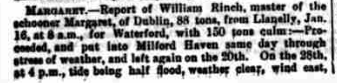 MARGARET.—Report of William Rinch, master of the
schooner Margaret, of Dublin, 88 tons, from Llanelly, Jan.
16, at 8 a.m., for Waterford, with 150 tons culm:—Pro-
ceeded, and put into Milford Haven same day through
stress of weather, and left again on the 20th. On the 28th,
at 4 p.m., tide being half flood, weather clear, wind east,